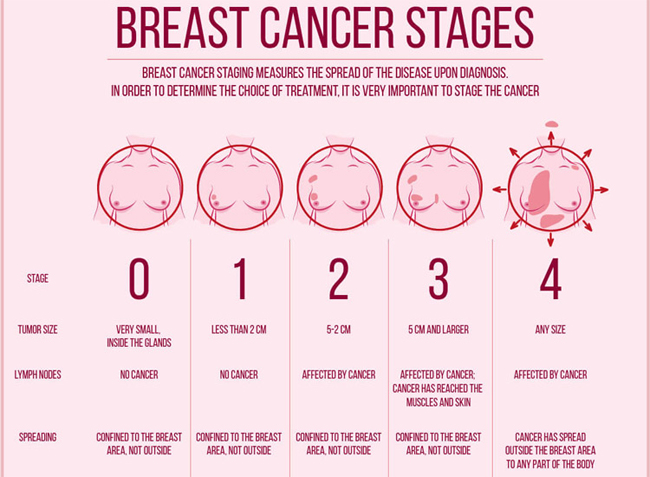 BREAST CANCER STAGES
BREAST CANCER STAGING MEASURES THE SPREAD OF THE DISEASE UPON DIAGNOSIS.
IN ORDER TO DETERMINE THE CHOICE OF TREATMENT, IT IS VERY IMPORTANT TO STAGE THE CANCER
STAGE
0
1
2
3
4
TUMOR SIZE
VERY SMALL,
INSIDE THE GLANDS
LESS THAN 2 CM
5-2 CM
5 CM AND LARGER
ANY SIZE
LYMPH NODES
NO CANCER
NO CANCER
AFFECTED BY CANCER
AFFECTED BY CANCER;
CANCER HAS REACHED THE
MUSCLES AND SKIN
AFFECTED BY CANCER
SPREADING
CONFINED TO THE BREAST
AREA, NOT OUTSIDE
CONFINED TO THE BREAST
AREA, NOT OUTSIDE
CONFINED TO THE BREAST
AREA, NOT OUTSIDE
CONFINED TO THE BREAST
AREA, NOT OUTSIDE
CANCER HAS SPREAD
OUTSIDE THE BREAST AREA
TO ANY PART OF THE BODY